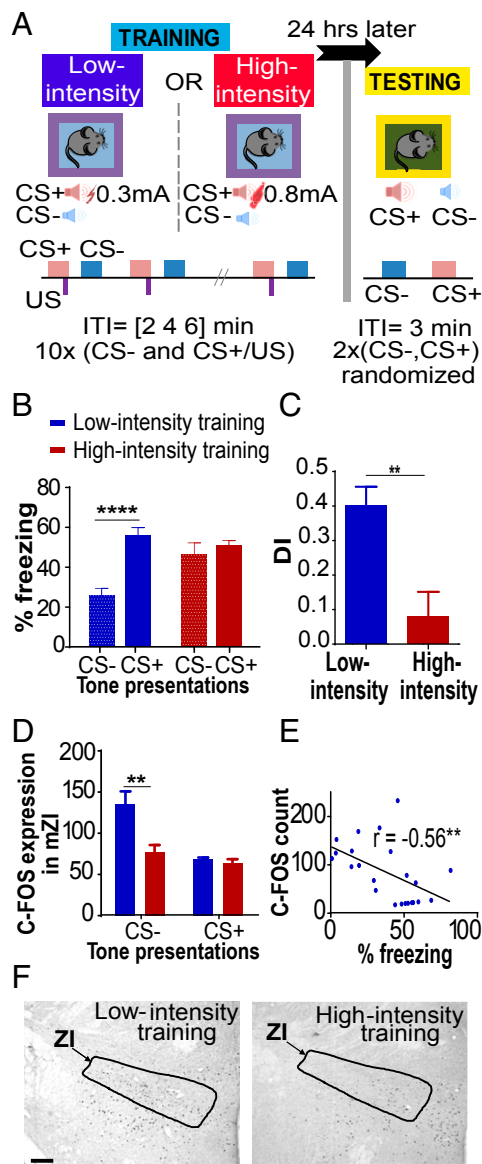 A
TRAINING
24 hrs later
Low-intensity
OR
High-intensity
TESTING
CS+ 0.3mA
CS-
CS+ 0.8mA
CS-
CS+ CS-
CS+ CS-
US
CS- CS+
ITI= [2 4 6] min
10x (CS- and CS+/US)
ITI = 3 min
2x(CS-,CS+)
randomized
B
Low-intensity training
High-intensity training
% freezing
80
60
40
20
0
****
CS- CS+ CS- CS+
Tone presentations
C
DI
0.5
0.4
0.3
0.2
0.1
0.0
**
Low-intensity
High-intensity
D
C-FOS expression
in mZI
200
150
100
50
0
**
CS- CS+
Tone presentations
E
C-FOS count
200
100
0
r = -0.56**
0 50 100
% freezing
F
Low-intensity
training
ZI
High-intensity
training
ZI